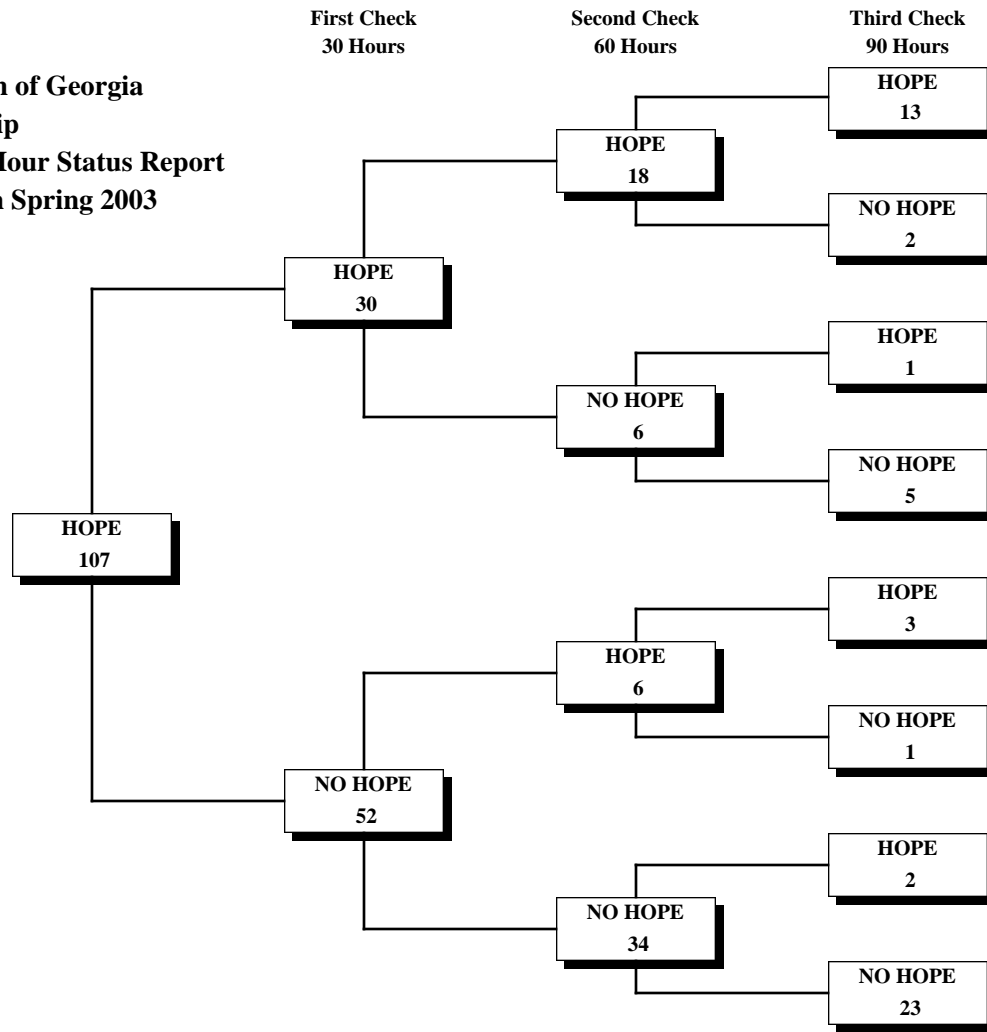 First Check
30 Hours
Second Check
60 Hours
Third Check
90 Hours
of Georgia
Hour Status Report
Spring 2003
HOPE
107
HOPE
30
NO HOPE
52
HOPE
18
NO HOPE
6
HOPE
6
NO HOPE
34
HOPE
13
NO HOPE
2
HOPE
1
NO HOPE
5
HOPE
3
NO HOPE
1
HOPE
2
NO HOPE
23